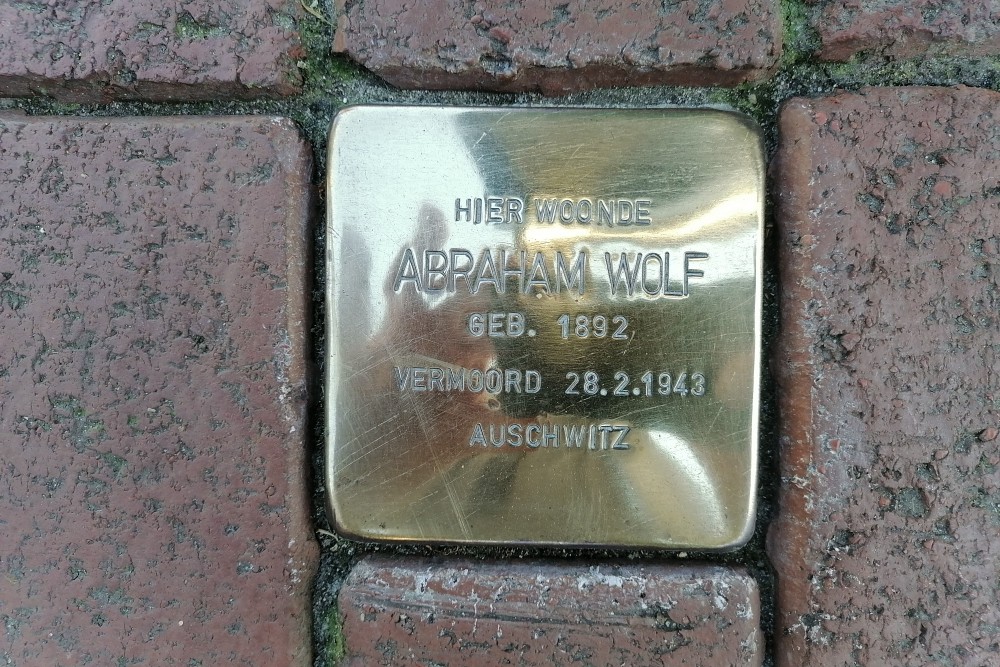 HIER WOONDE
ABRAHAM WOLF
GEB. 1892
VERMOORD 28.2.1943
AUSCHWITZ